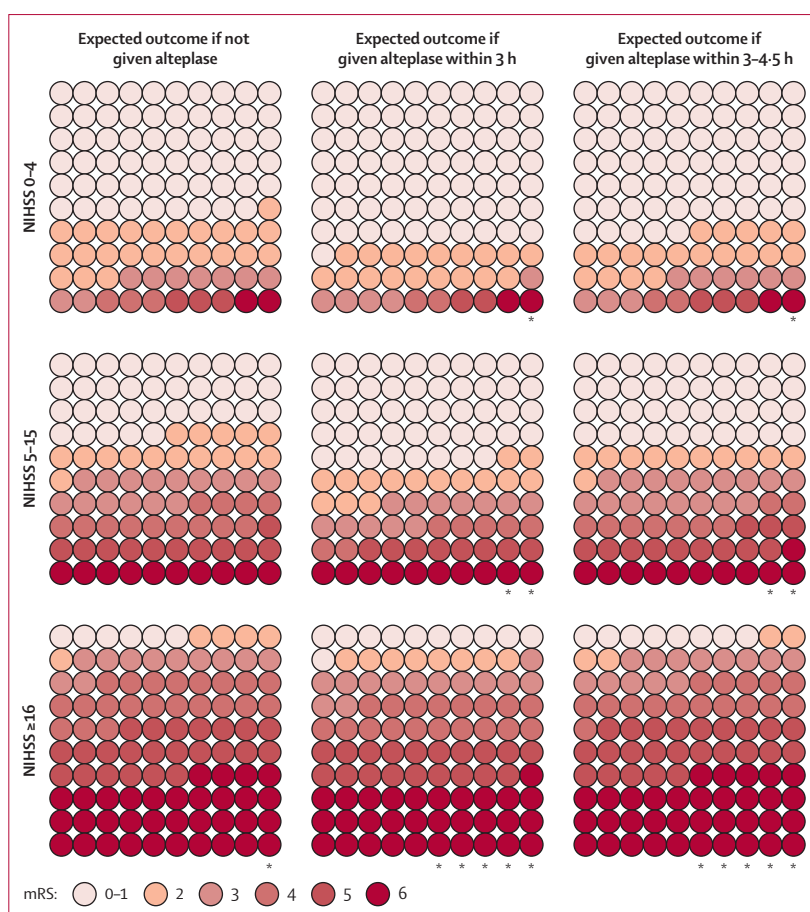 Expected outcome if not
given alteplase
Expected outcome if
given alteplase within 3 h
Expected outcome if
given alteplase within 3–4·5 h
NIHSS 0–4
*
*
NIHSS 5–15
* *
* *
NIHSS ≥16
*
* * * * *
* * * * *
mRS: 0–1 2 3 4 5 6